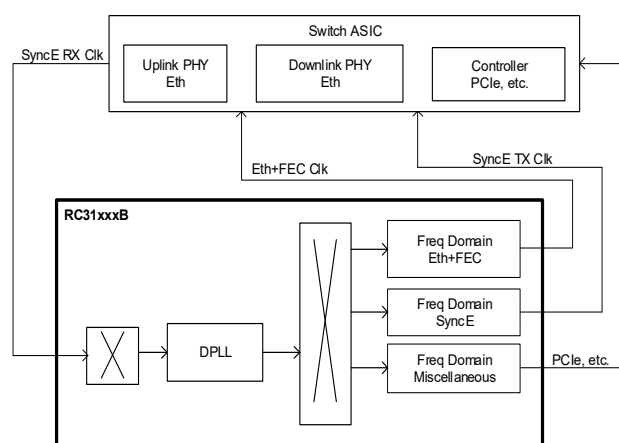 Switch ASIC
SyncE RX Clk
Uplink PHY
Eth
Downlink PHY
Eth
Controller
PCIe, etc.
SyncE TX Clk
Eth+FEC Clk
RC31xxxB
Freq Domain
Eth+FEC
Freq Domain
SyncE
DPLL
Freq Domain
Miscellaneous
PCIe, etc.